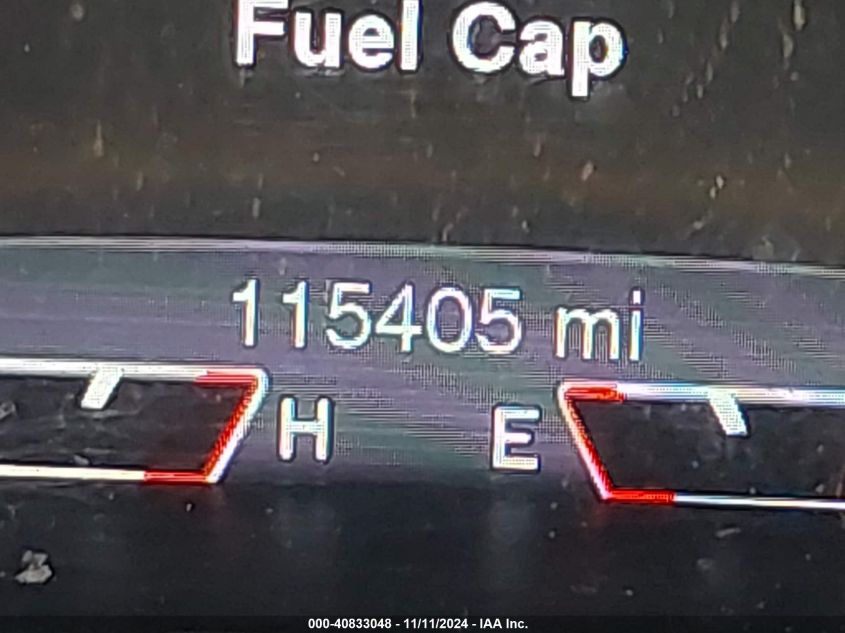 Fuel Cap
115405 mi
H E
000-40833048 - 11/11/2024 - IAA Inc.